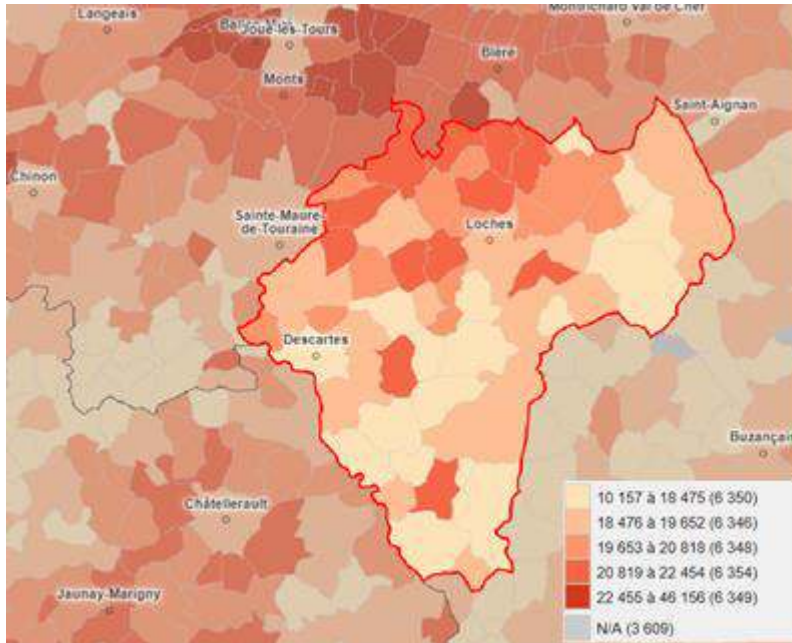 Montrichard Val de Cher
Langeais
Ballan-Miré
Joué-lès-Tours
Bléré
Monts
Saint-Aignan
Chinon
Sainte-Maure-
de-Touraine
Loches
Descartes
Buzançais
Châtellerault
Jaunay-Marigny
10 157 à 18 475 (6 350)
18 476 à 19 652 (6 346)
19 653 à 20 818 (6 348)
20 819 à 22 454 (6 354)
22 455 à 46 156 (6 349)
N/A (3 609)